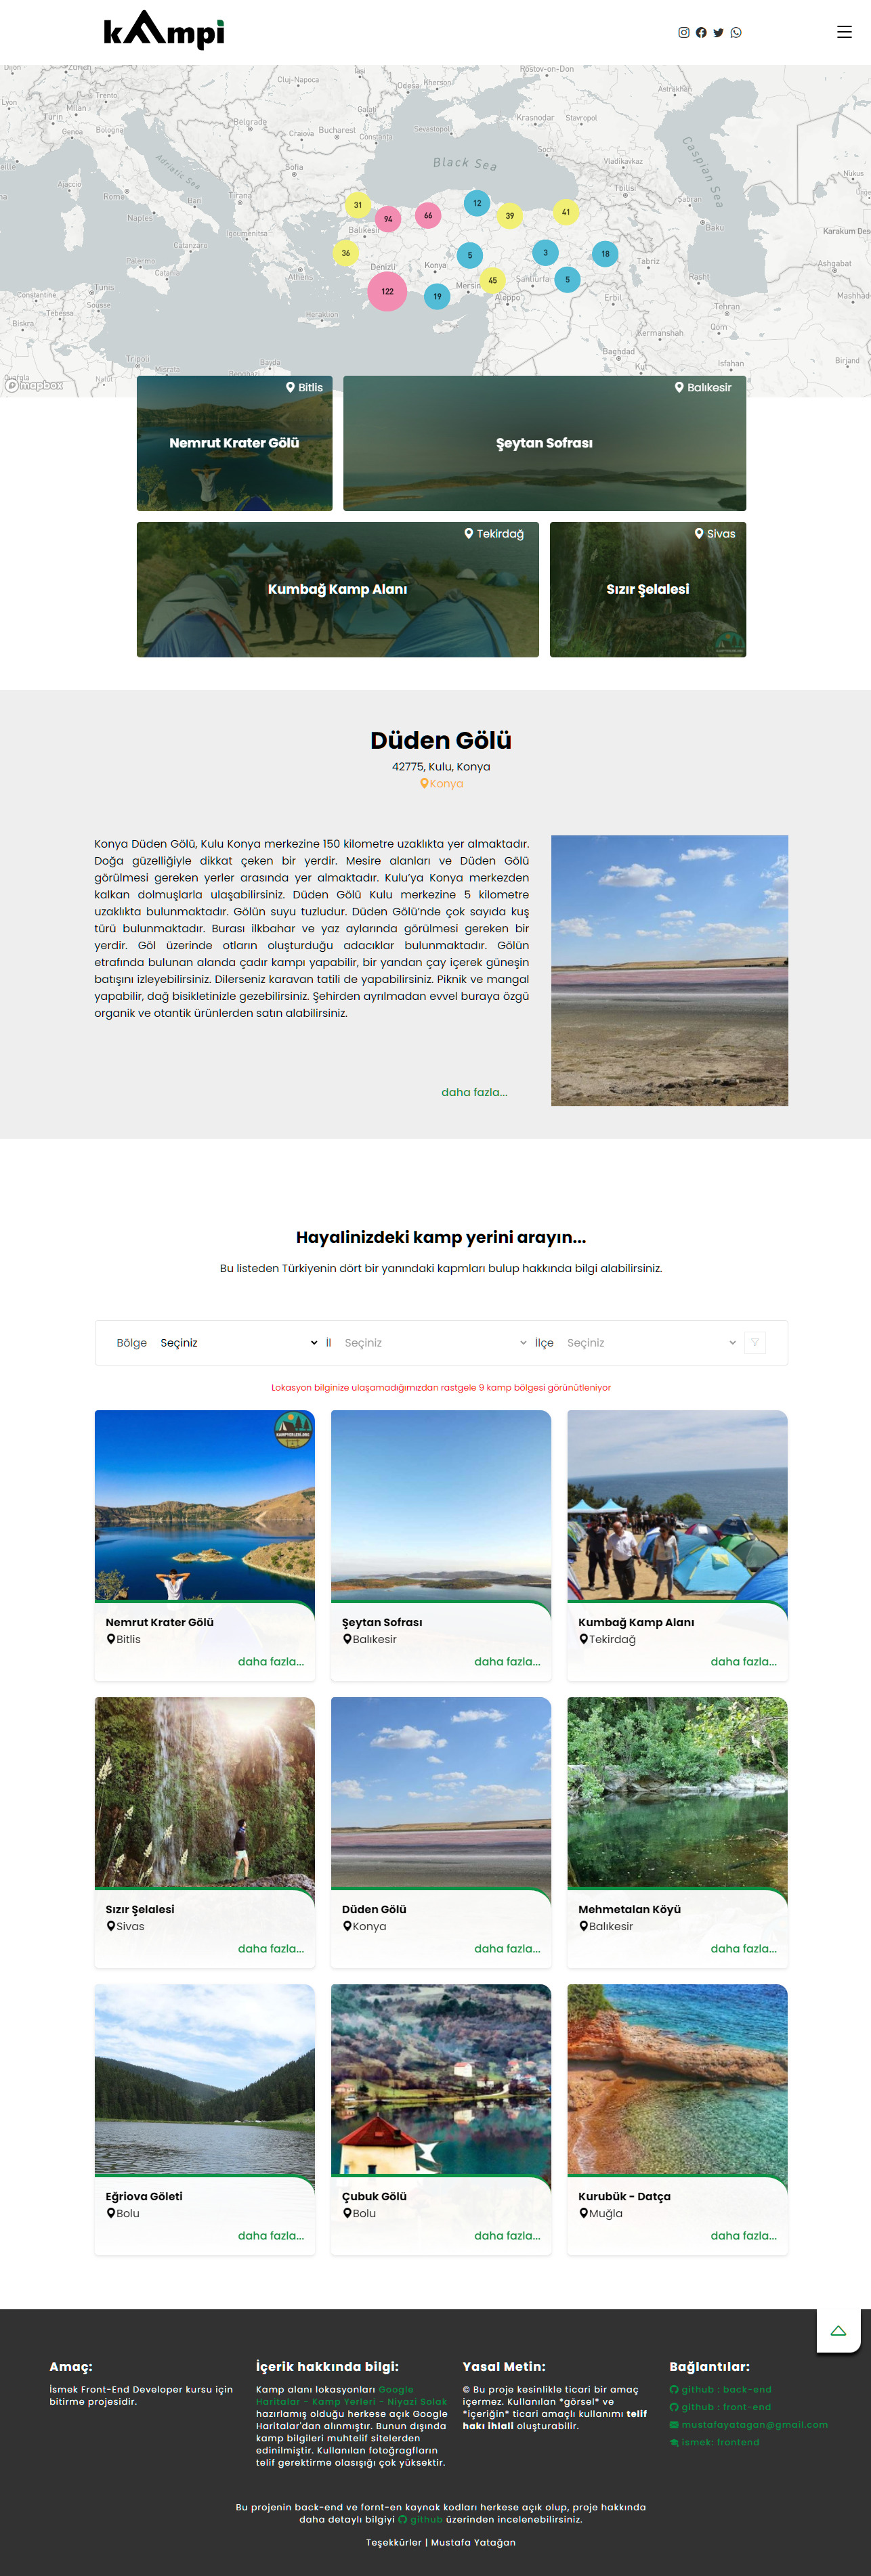 kAmpi
Rostov-on-Don
Cluj-Napoca
Kherson
Astrakhan
Lyon
Milan
Trento
Odesa
Turin
Galati
Krasnodar
Stavropol
Genoa
Bologna
Belgrade
Craiova
Bucharest
Constanta
Sevastopol
Sochi
Vladikavkaz
Black Sea
Caspian Sea
Adriatic Sea
Sofia
Nukus
Ajaccio
Rome
Bari
Tirana
Tbilisi
Şabran
Urgench
31
94
66
12
39
41
Naples
Balıkesir
Igoumenitsa
Baku
Karakum Des
Catanzaro
36
5
3
18
Palermo
Denizli
Konya
Tabriz
Ashgabat
Tunis
Catania
Athens
122
19
Mersin
45
Sanliurfa
5
Rasht
Constantine
Sousse
Aleppo
Erbil
Mashhad
Tebessa
Heraklion
Tehran
Biskra
Kermanshah
Qom
Tripoli
Baghdad
Isfahan
Birjand
Misrata
Bayda
Benghazi
mapbox
Bitlis
Balıkesir
Nemrut Krater Gölü
Şeytan Sofrası
Tekirdağ
Sivas
Kumbağ Kamp Alanı
Sızır Şelalesi
Düden Gölü
42775, Kulu, Konya
Konya
Konya Düden Gölü, Kulu Konya merkezine 150 kilometre uzaklıkta yer almaktadır.
Doğa güzelliğiyle dikkat çeken bir yerdir. Mesire alanları ve Düden Gölü
görülmesi gereken yerler arasında yer almaktadır. Kulu'ya Konya merkezden
kalkan dolmuşlarla ulaşabilirsiniz. Düden Gölü Kulu merkezine 5 kilometre
uzaklıkta bulunmaktadır. Gölün suyu tuzludur. Düden Gölü'nde çok sayıda kuş
türü bulunmaktadır. Burası ilkbahar ve yaz aylarında görülmesi gereken bir
yerdir. Göl üzerinde otların oluşturduğu adacıklar bulunmaktadır. Gölün
etrafında bulunan alanda çadır kampı yapabilir, bir yandan çay içerek güneşin
batışını izleyebilirsiniz. Dilerseniz karavan tatili de yapabilirsiniz. Piknik ve mangal
yapabilir, dağ bisikletinizle gezebilirsiniz. Şehirden ayrılmadan evvel buraya özgü
organik ve otantik ürünlerden satın alabilirsiniz.
daha fazla...
Hayalinizdeki kamp yerini arayın...
Bu listeden Türkiyenin dört bir yanındaki kapmları bulup hakkında bilgi alabilirsiniz.
Bölge Seçiniz İl Seçiniz İlçe Seçiniz
Lokasyon bilginize ulaşamadığımızdan rastgele 9 kamp bölgesi görünütleniyor
KAMPYERLERI.ORG
Nemrut Krater Gölü
Bitlis
daha fazla...
Şeytan Sofrası
Balıkesir
daha fazla...
Kumbağ Kamp Alanı
Tekirdağ
daha fazla...
Sızır Şelalesi
Sivas
daha fazla...
Düden Gölü
Konya
daha fazla...
Mehmetalan Köyü
Balıkesir
daha fazla...
Eğriova Göleti
Bolu
daha fazla...
Çubuk Gölü
Bolu
daha fazla...
Kurubük - Datça
Muğla
daha fazla...
Amaç:
İsmek Front-End Developer kursu için
bitirme projesidir.
İçerik hakkında bilgi:
Kamp alanı lokasyonları Google
Haritalar - Kamp Yerleri - Niyazi Solak
hazırlamış olduğu herkese açık Google
Haritalar'dan alınmıştır. Bunun dışında
kamp bilgileri muhtelif sitelerden
edinilmiştir. Kullanılan fotoğragfların
telif gerektirme olasışığı çok yüksektir.
Yasal Metin:
© Bu proje kesinlikle ticari bir amaç
içermez. Kullanılan *görsel* ve
*içeriğin* ticari amaçlı kullanımı telif
hakı ihlali oluşturabilir.
Bağlantılar:
github : back-end
github : front-end
mustafayatagan@gmail.com
ismek: frontend
Bu projenin back-end ve fornt-en kaynak kodları herkese açık olup, proje hakkında
daha detaylı bilgiyi github üzerinden incelenebilirsiniz.
Teşekkürler | Mustafa Yatağan